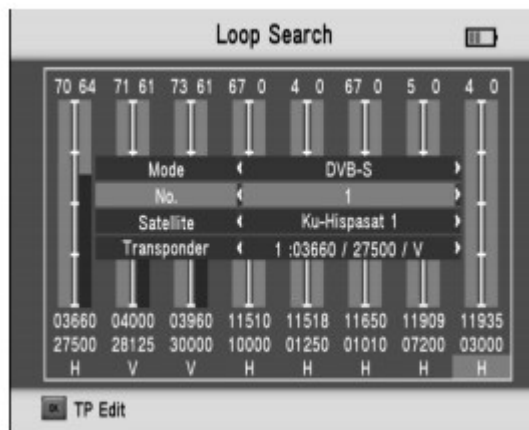 Loop Search
70 64 71 61 73 61 67 0 4 0 67 0 5 0 4 0
Mode DVB-S
No. 1
Satellite Ku-Hispasat 1
Transponder 1 :03660 / 27500 / V
03660 04000 03960 11510 11518 11650 11909 11935
27500 28125 30000 10000 01250 01010 07200 03000
H V V H H H H H
OK TP Edit